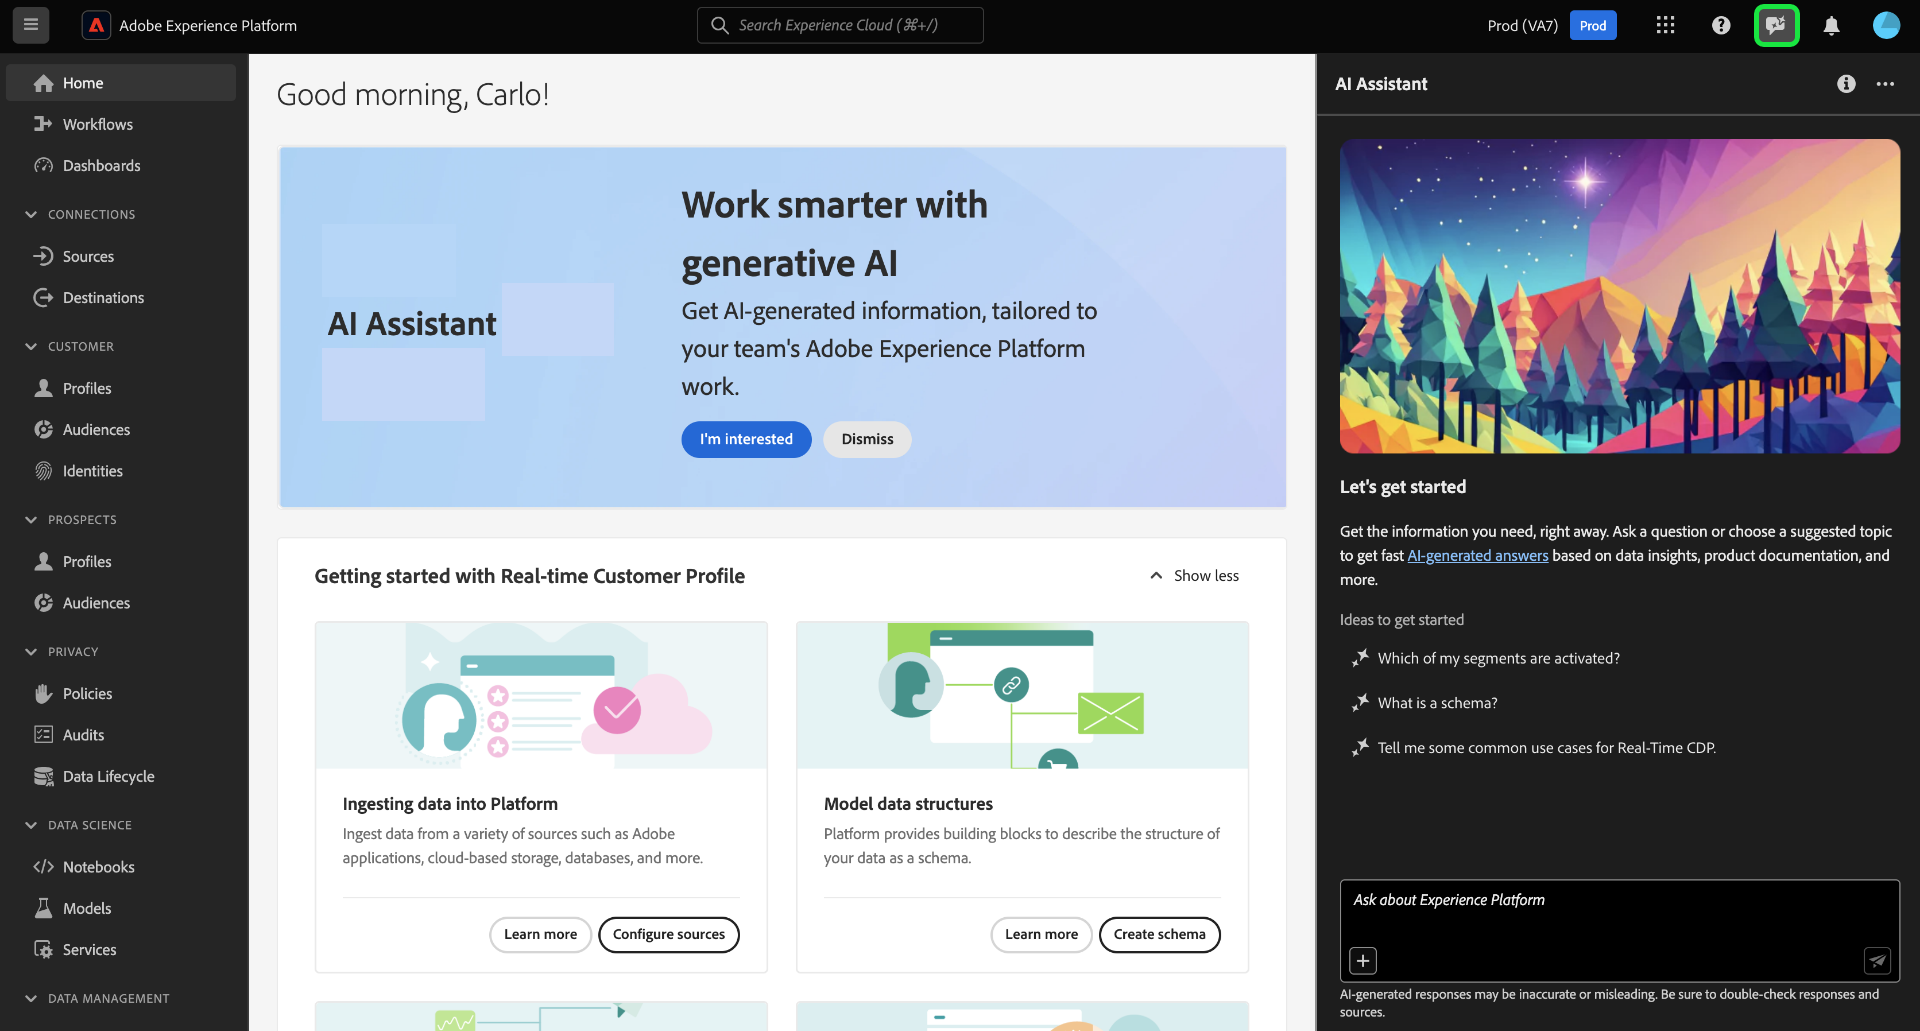 Adobe Experience Platform
Search Experience Cloud (⌘+/)
Prod (VA7)
Prod
Home
Workflows
Dashboards
CONNECTIONS
Sources
Destinations
CUSTOMER
Profiles
Audiences
Identities
PROSPECTS
Profiles
Audiences
PRIVACY
Policies
Audits
Data Lifecycle
DATA SCIENCE
Notebooks
Models
Services
DATA MANAGEMENT
Good morning, Carlo!
AI Assistant
Work smarter with
generative AI
Get AI-generated information, tailored to
your team's Adobe Experience Platform
work.
I'm interested
Dismiss
Getting started with Real-time Customer Profile
Show less
Ingesting data into Platform
Ingest data from a variety of sources such as Adobe
applications, cloud-based storage, databases, and more.
Learn more
Configure sources
Model data structures
Platform provides building blocks to describe the structure of
your data as a schema.
Learn more
Create schema
AI Assistant
Let's get started
Get the information you need, right away. Ask a question or choose a suggested topic
to get fast AI-generated answers based on data insights, product documentation, and
more.
Ideas to get started
Which of my segments are activated?
What is a schema?
Tell me some common use cases for Real-Time CDP.
Ask about Experience Platform
AI-generated responses may be inaccurate or misleading. Be sure to double-check responses and
sources.